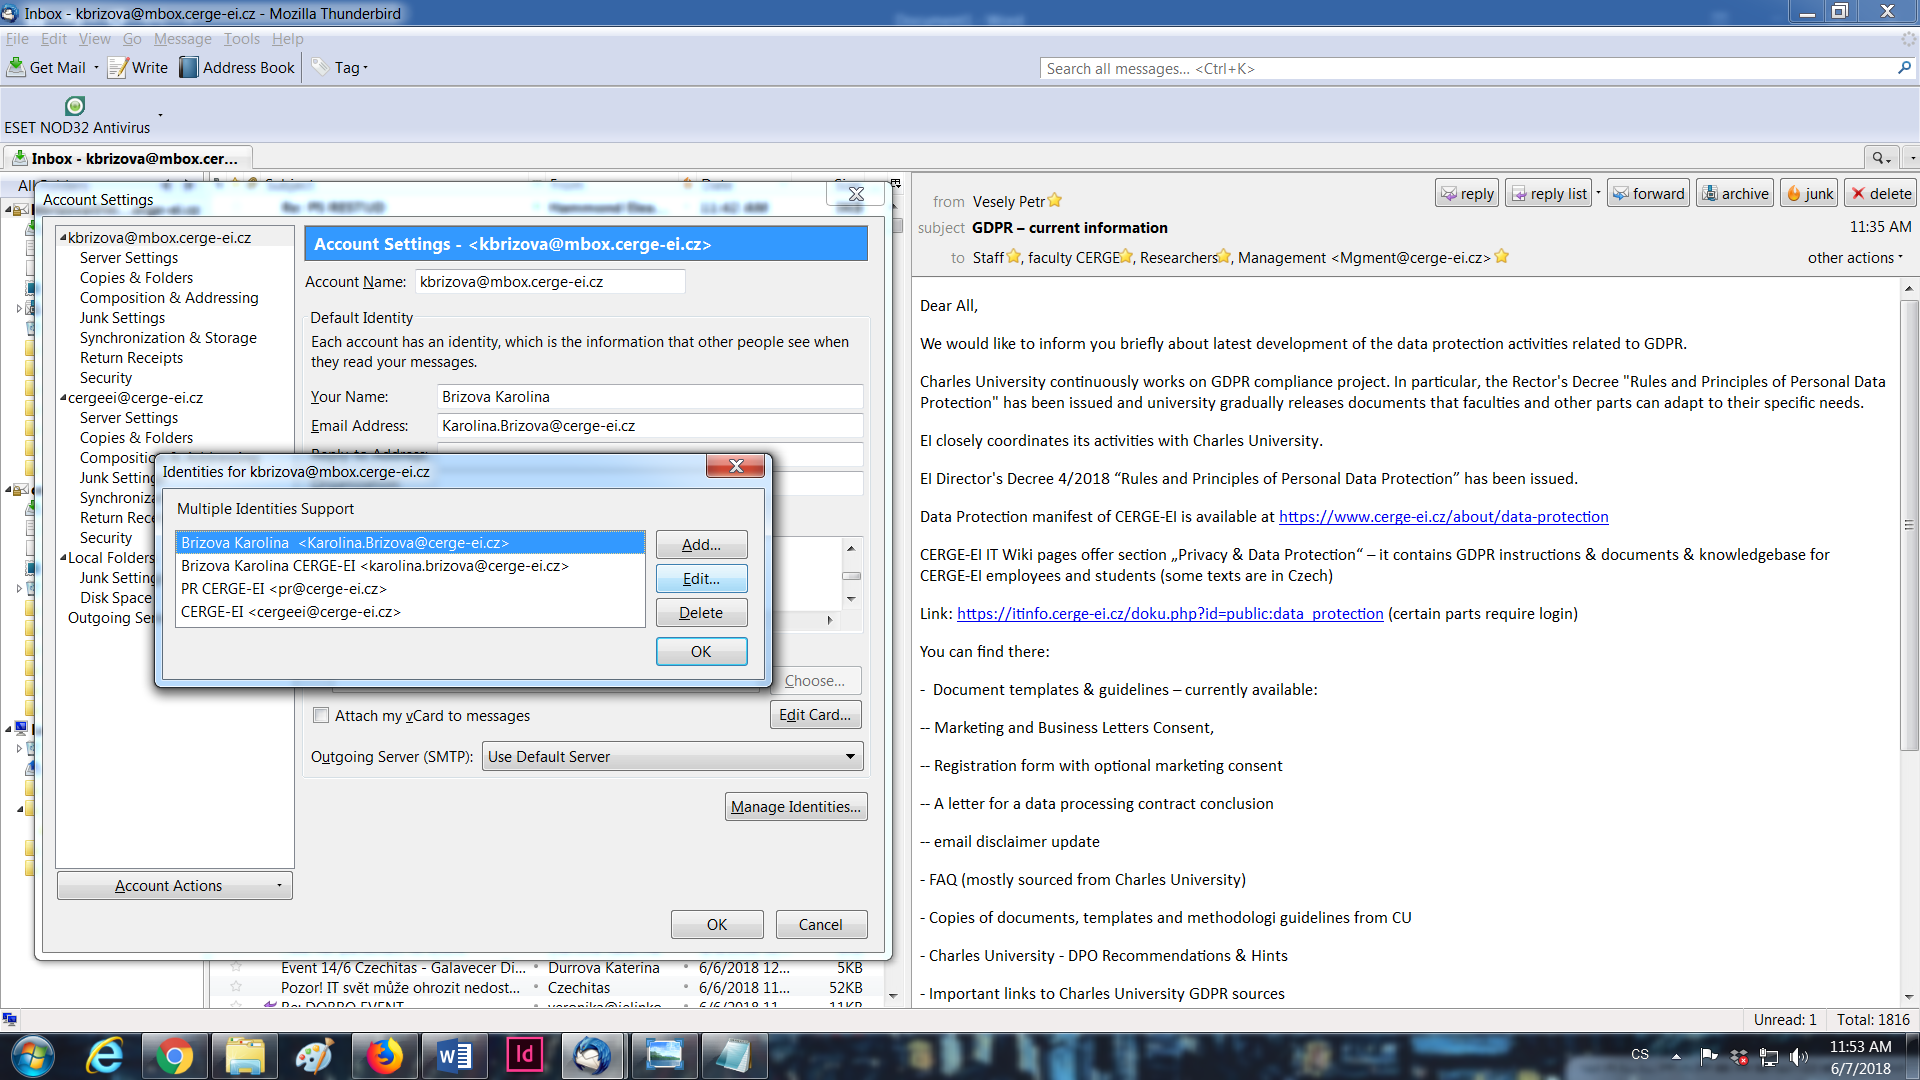 Inbox - kbrizova@mbox.cerge-ei.cz - Mozilla Thunderbird
File Edit View Go Message Tools Help
Get Mail Write Address Book Tag
Search all messages... <Ctrl+K>
ESET NOD32 Antivirus
Inbox - kbrizova@mbox.cer...
Account Settings
kbrizova@mbox.cerge-ei.cz
Server Settings
Copies & Folders
Composition & Addressing
Junk Settings
Synchronization & Storage
Return Receipts
Security
cergeei@cerge-ei.cz
Server Settings
Copies & Folders
Junk Setting
Synchroniza
Return Rec
Security
Local Folders
Junk Setting
Disk Space
Outgoing Ser
Account Actions
Account Settings - <kbrizova@mbox.cerge-ei.cz>
Account Name: kbrizova@mbox.cerge-ei.cz
Default Identity
Each account has an identity, which is the information that other people see when
they read your messages.
Your Name: Brizova Karolina
Email Address: Karolina.Brizova@cerge-ei.cz
Identities for kbrizova@mbox.cerge-ei.cz
Multiple Identities Support
Brizova Karolina <Karolina.Brizova@cerge-ei.cz>
Brizova Karolina CERGE-EI <karolina.brizova@cerge-ei.cz>
PR CERGE-EI <pr@cerge-ei.cz>
CERGE-EI <cergeei@cerge-ei.cz>
Add...
Edit...
Delete
OK
Choose...
Attach my vCard to messages
Edit Card...
Outgoing Server (SMTP): Use Default Server
Manage Identities...
OK Cancel
Event 14/6 Czechitas - Galavecer Di... Durrova Katerina 6/6/2018 12... 5KB
Pozor! IT svět může ohrozit nedost... Czechitas 6/6/2018 11... 52KB
reply reply list forward archive junk delete
from Vesely Petr
subject GDPR – current information 11:35 AM
to Staff, faculty CERGE, Researchers, Management <Mgment@cerge-ei.cz> other actions
Dear All,
We would like to inform you briefly about latest development of the data protection activities related to GDPR.
Charles University continuously works on GDPR compliance project. In particular, the Rector's Decree "Rules and Principles of Personal Data
Protection" has been issued and university gradually releases documents that faculties and other parts can adapt to their specific needs.
EI closely coordinates its activities with Charles University.
EI Director's Decree 4/2018 “Rules and Principles of Personal Data Protection” has been issued.
Data Protection manifest of CERGE-EI is available at https://www.cerge-ei.cz/about/data-protection
CERGE-EI IT Wiki pages offer section „Privacy & Data Protection“ – it contains GDPR instructions & documents & knowledgebase for
CERGE-EI employees and students (some texts are in Czech)
Link: https://itinfo.cerge-ei.cz/doku.php?id=public:data_protection (certain parts require login)
You can find there:
- Document templates & guidelines – currently available:
-- Marketing and Business Letters Consent,
-- Registration form with optional marketing consent
-- A letter for a data processing contract conclusion
-- email disclaimer update
- FAQ (mostly sourced from Charles University)
- Copies of documents, templates and methodologi guidelines from CU
- Charles University - DPO Recommendations & Hints
- Important links to Charles University GDPR sources
Unread: 1 Total: 1816
CS
11:53 AM
6/7/2018